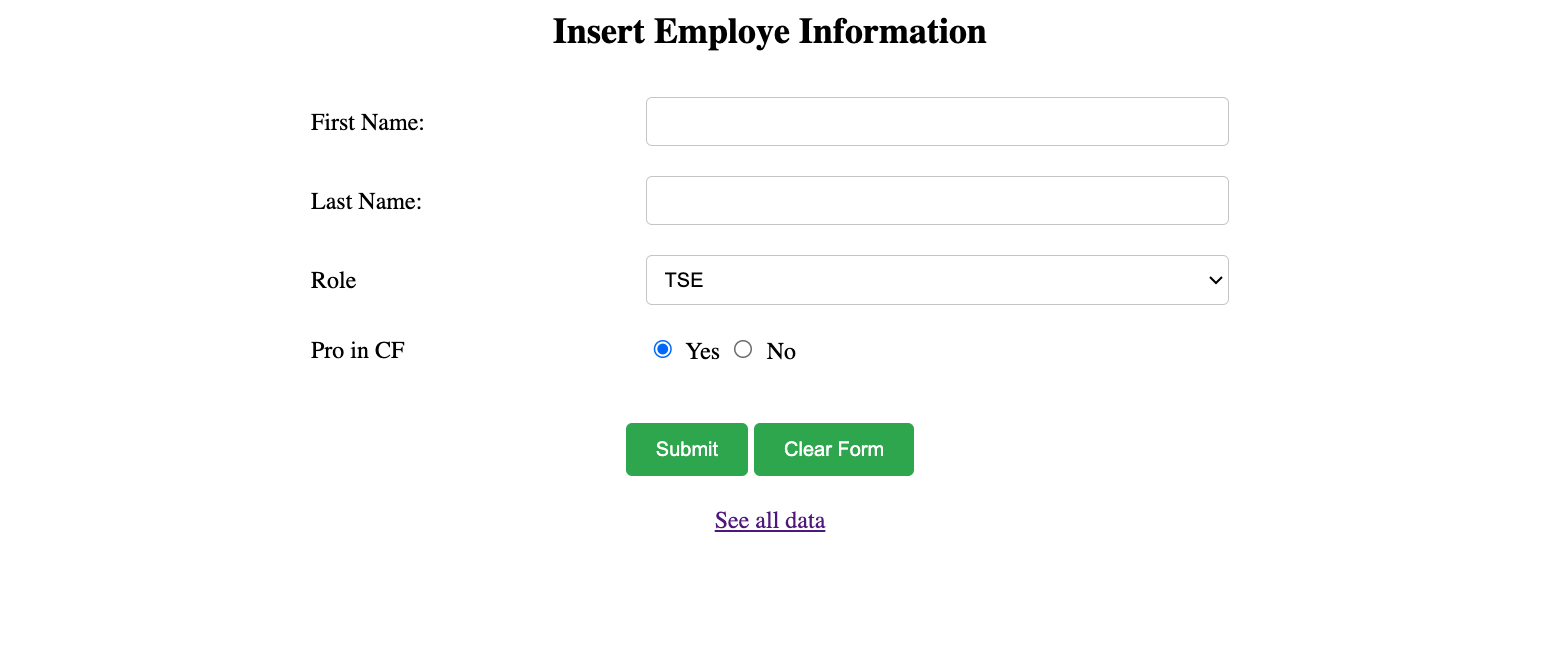 Insert Employe Information
First Name:
Last Name:
Role TSE
Pro in CF Yes No
Submit Clear Form
See all data